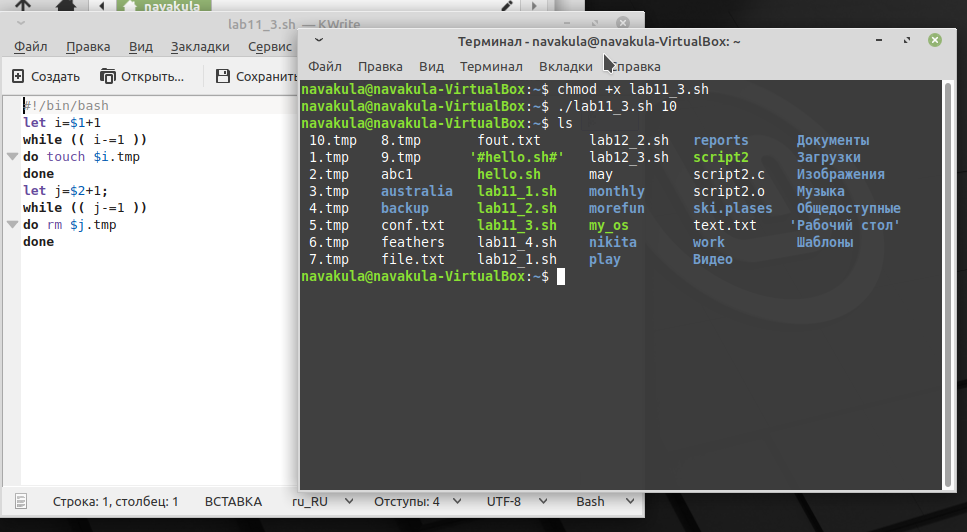 navakula
lab11_3.sh — KWrite
Файл Правка Вид Закладки Сервис
Создать Открыть... Сохранить
#!/bin/bash
let i=$1+1
while (( i-=1 ))
do touch $i.tmp
done
let j=$2+1;
while (( j-=1 ))
do rm $j.tmp
done
Строка: 1, столбец: 1 ВСТАВКА ru_RU Отступы: 4 UTF-8 Bash
Терминал - navakula@navakula-VirtualBox: ~
Файл Правка Вид Терминал Вкладки Справка
navakula@navakula-VirtualBox:~$ chmod +x lab11_3.sh
navakula@navakula-VirtualBox:~$ ./lab11_3.sh 10
navakula@navakula-VirtualBox:~$ ls
10.tmp 8.tmp fout.txt lab12_2.sh reports Документы
1.tmp 9.tmp '#hello.sh#' lab12_3.sh script2 Загрузки
2.tmp abc1 hello.sh may script2.c Изображения
3.tmp australia lab11_1.sh monthly script2.o Музыка
4.tmp backup lab11_2.sh morefun ski.plases Общедоступные
5.tmp conf.txt lab11_3.sh my_os text.txt 'Рабочий стол'
6.tmp feathers lab11_4.sh nikita work Шаблоны
7.tmp file.txt lab12_1.sh play Видео
navakula@navakula-VirtualBox:~$